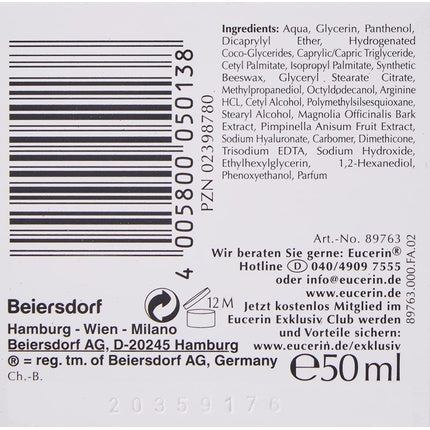 Ingredients: Aqua, Glycerin, Panthenol,
Dicaprylyl Ether, Hydrogenated
Coco-Glycerides, Caprylic/Capric Triglyceride,
Cetyl Palmitate, Isopropyl Palmitate, Synthetic
Beeswax, Glyceryl Stearate Citrate,
Methylpropanediol, Octyldodecanol, Arginine
HCL, Cetyl Alcohol, Polymethylsilsesquioxane,
Stearyl Alcohol, Magnolia Officinalis Bark
Extract, Pimpinella Anisum Fruit Extract,
Sodium Hyaluronate, Carbomer, Dimethicone,
Trisodium EDTA, Sodium Hydroxide,
Ethylhexylglycerin, 1,2-Hexanediol,
Phenoxyethanol, Parfum
4 005800 050138
PZN 02398780
Art.-No. 89763
Wir beraten Sie gerne: Eucerin®
Hotline D 040/4909 7555
oder info@eucerin.de
www.eucerin.de
Jetzt kostenlos Mitglied im
Eucerin Exklusiv Club werden
und Vorteile sichern:
www.eucerin.de/exklusiv
89763.000.FA.02
12 M
Beiersdorf
Hamburg - Wien - Milano
Beiersdorf AG, D-20245 Hamburg
® = reg. tm. of Beiersdorf AG, Germany
Ch.-B.
e50 ml
20359176